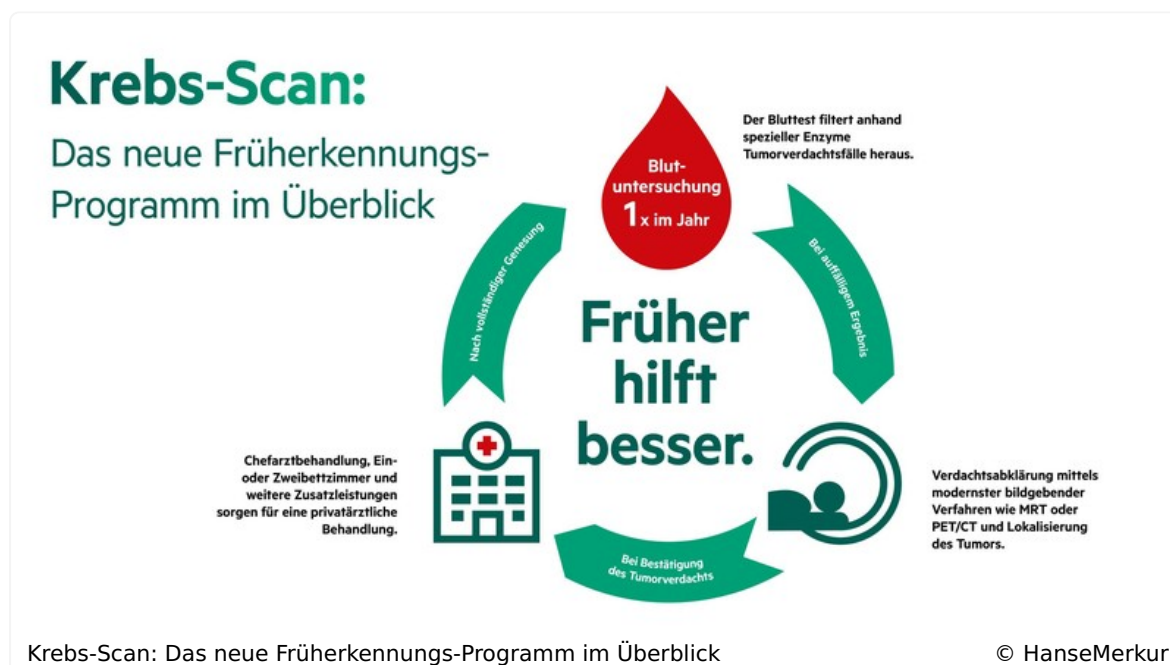 Krebs-Scan:
Das neue Früherkennungs-
Programm im Überblick
Blut-
untersuchung
1x im Jahr
Der Bluttest filtert anhand
spezieller Enzyme
Tumorverdachtsfälle heraus.
Bei auffälligem Ergebnis
Verdachtsabklärung mittels
modernster bildgebender
Verfahren wie MRT oder
PET/CT und Lokalisierung
des Tumors.
Bei Bestätigung
des Tumorverdachts
Chefarztbehandlung, Ein-
oder Zweibettzimmer und
weitere Zusatzleistungen
sorgen für eine privatärztliche
Behandlung.
Nach vollständiger Genesung
Früher
hilft
besser.
Krebs-Scan: Das neue Früherkennungs-Programm im Überblick
© HanseMerkur